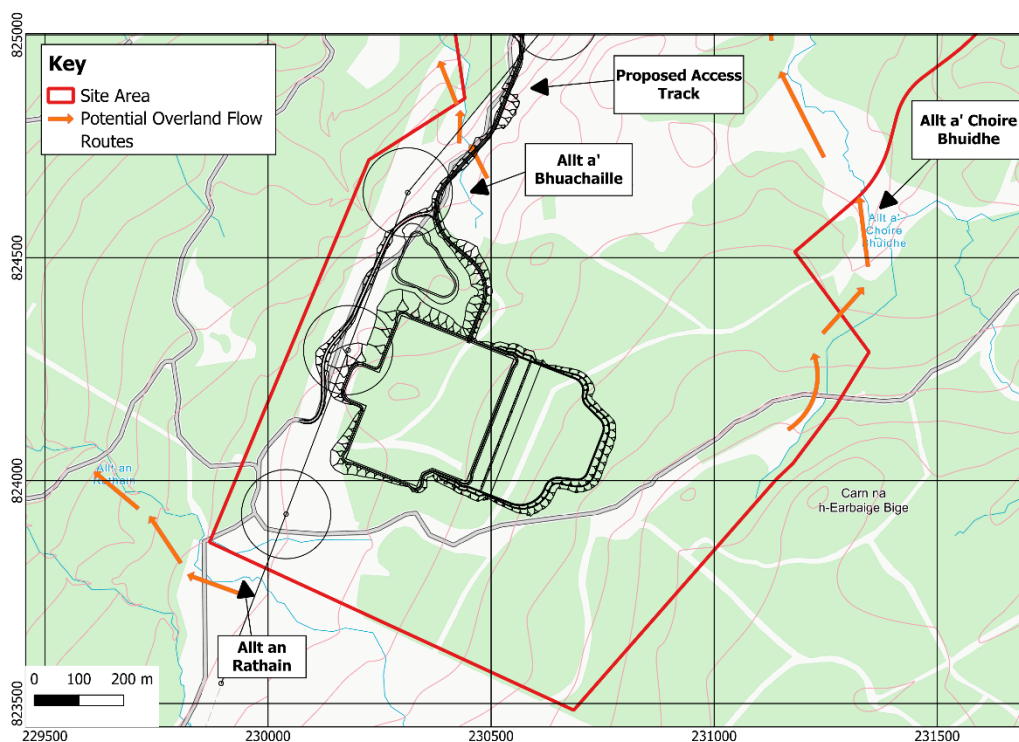 825000
824500
824000
823500
Key
Site Area
Potential Overland Flow
Routes
Proposed Access
Track
Allt a' Choire
Bhuidhe
Allt a'
Bhuachaille
Allt a'
Choire
Bhuidhe
Allt an
Rathain
Carn na
h-Earbaige Bige
Allt an
Rathain
0 100 200 m
229500
230000
230500
231000
231500